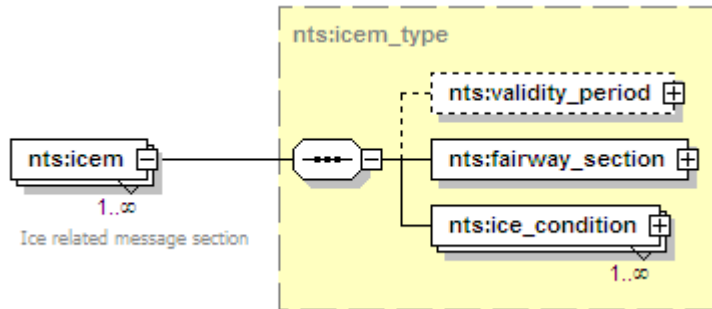 nts:icem_type
nts:validity_period
nts:icem
nts:fairway_section
1..∞
Ice related message section
nts:ice_condition
1..∞